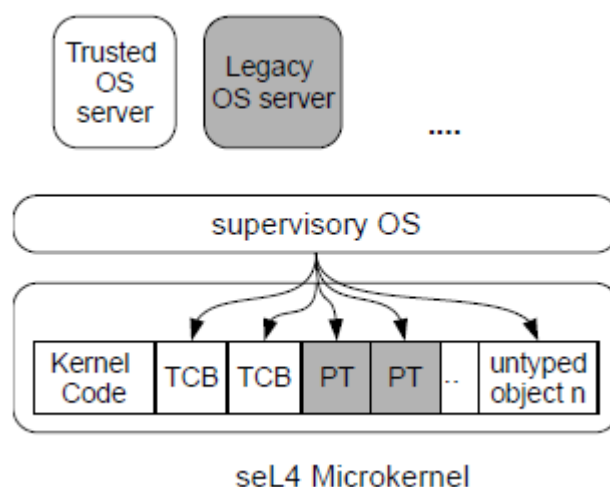 Trusted
OS
server
Legacy
OS server
....
supervisory OS
Kernel
Code
TCB
TCB
PT
PT
..
untyped
object n
seL4 Microkernel